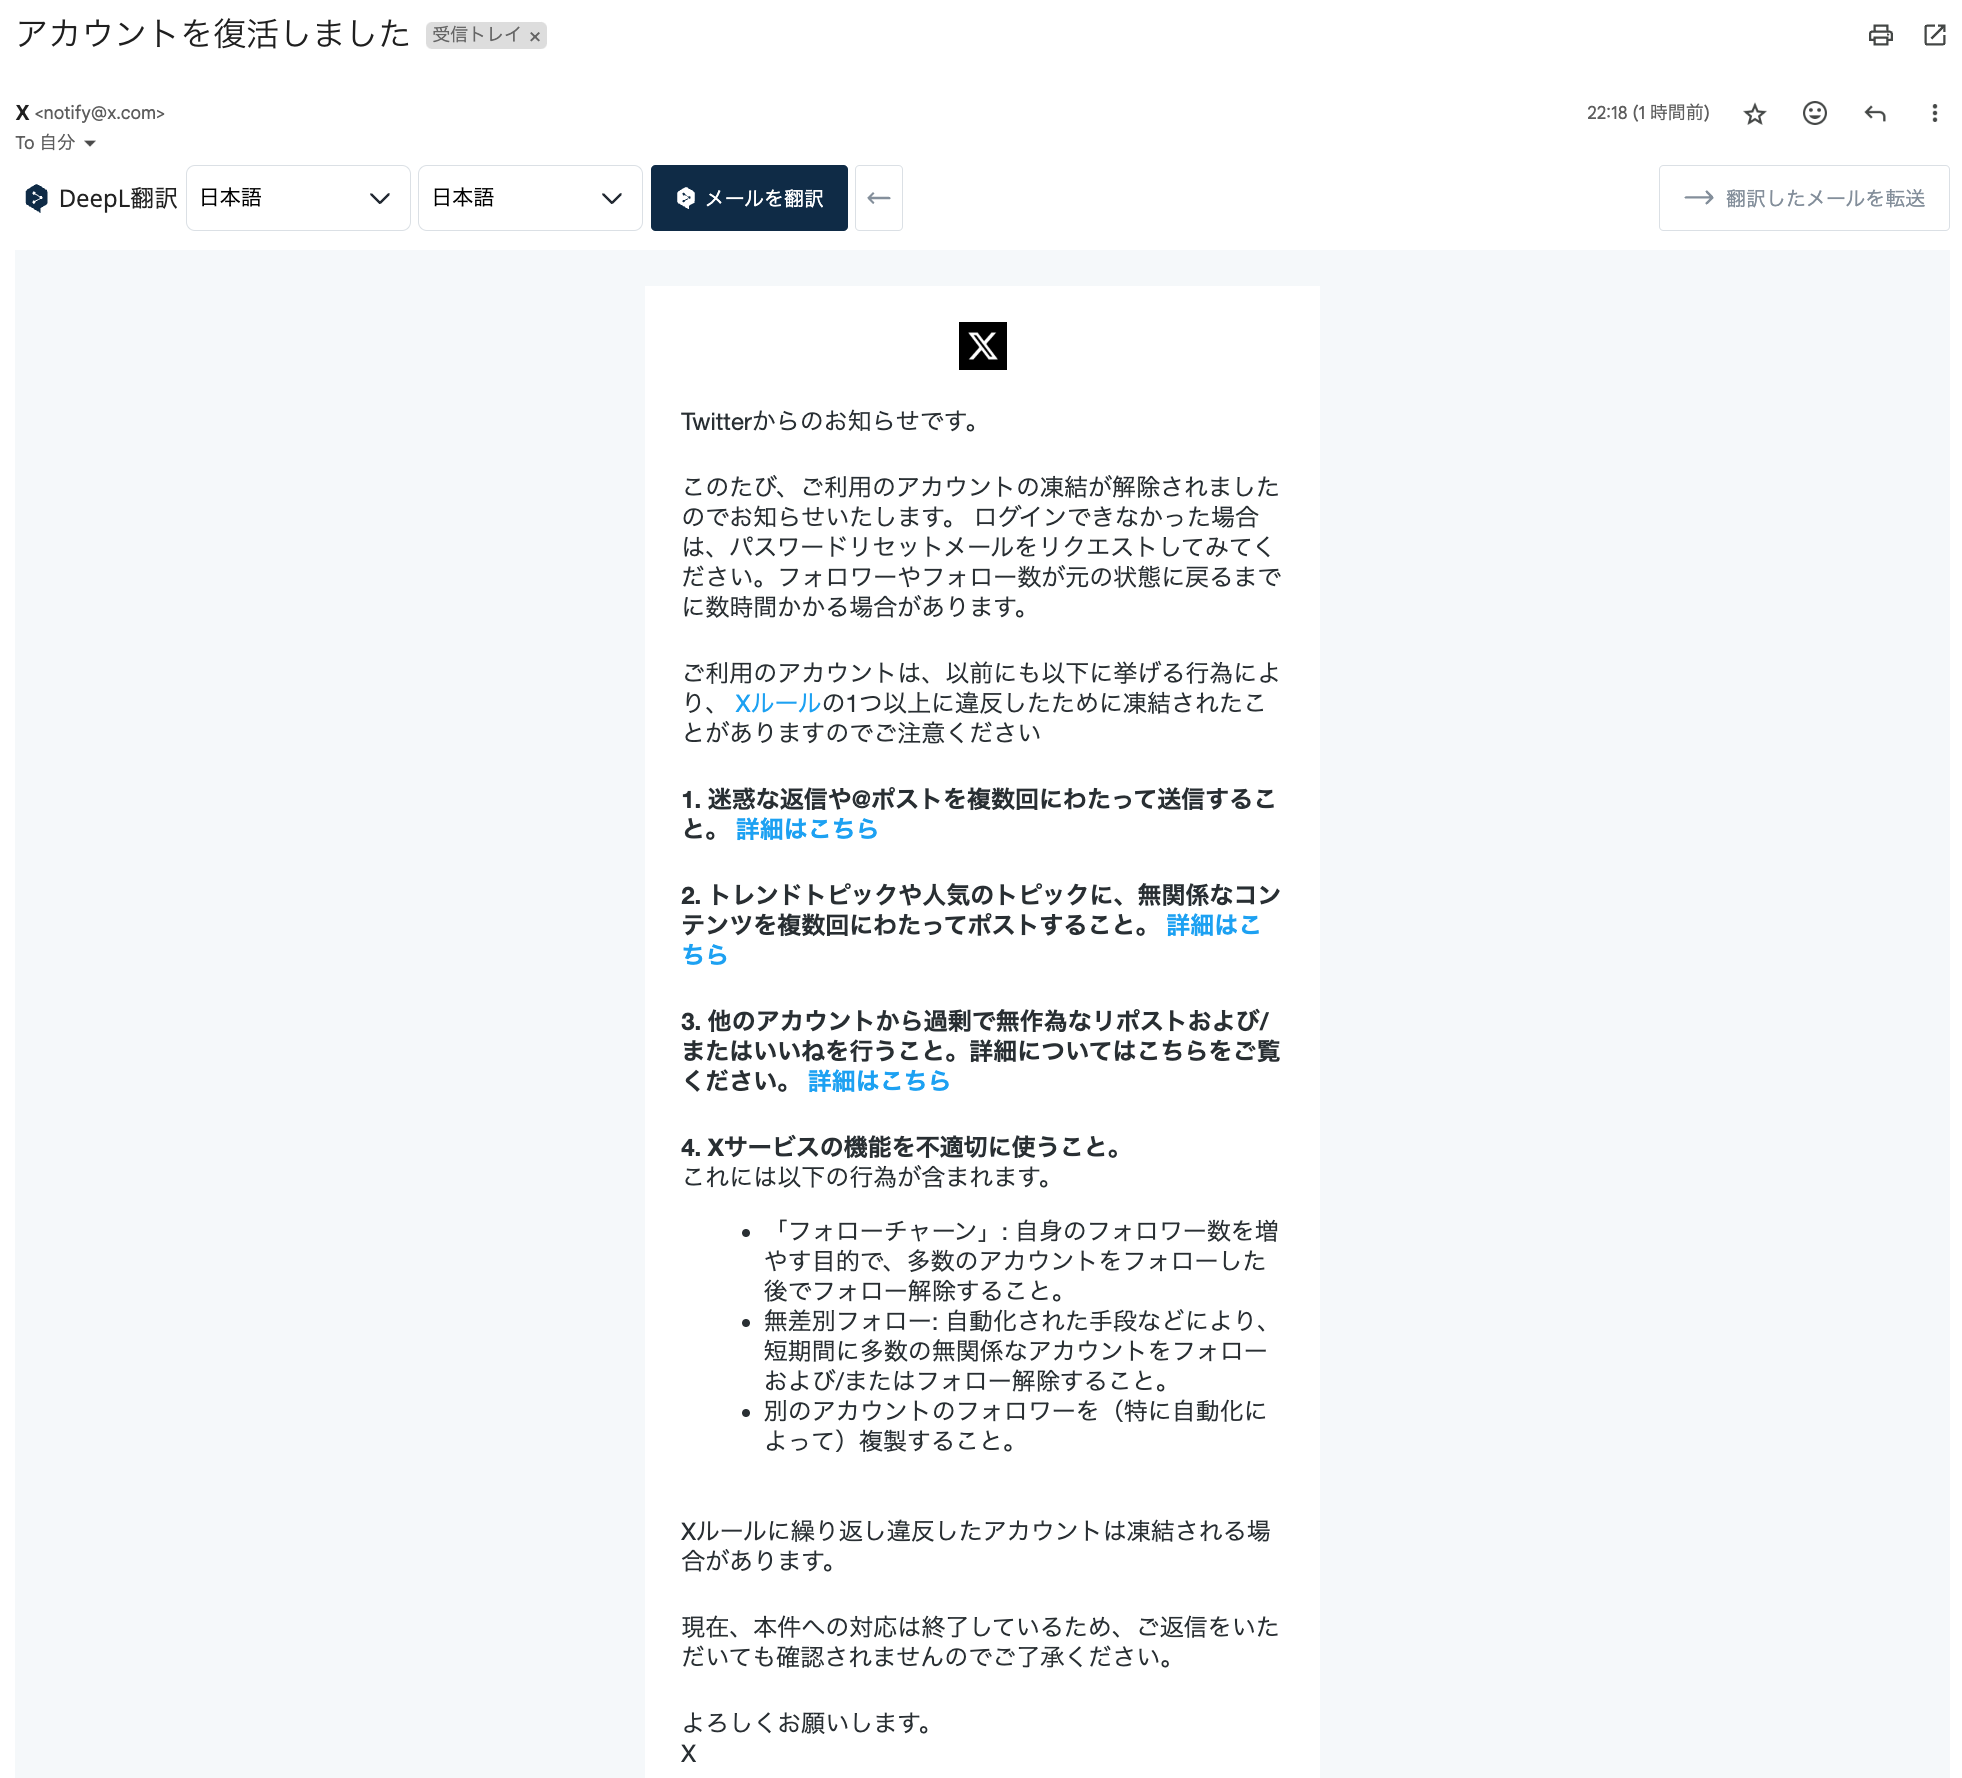 アカウントを復活しました 受信トレイ ×
X <notify@x.com> 22:18 (1 時間前)
To 自分
DeepL翻訳 日本語 日本語 メールを翻訳 ← → 翻訳したメールを転送
X
Twitterからのお知らせです。
このたび、ご利用のアカウントの凍結が解除されました
のでお知らせいたします。 ログインできなかった場合
は、パスワードリセットメールをリクエストしてみてく
ださい。フォロワーやフォロー数が元の状態に戻るまで
に数時間かかる場合があります。
ご利用のアカウントは、以前にも以下に挙げる行為によ
り、 Xルールの1つ以上に違反したために凍結されたこ
とがありますのでご注意ください
1. 迷惑な返信や@ポストを複数回にわたって送信するこ
と。 詳細はこちら
2. トレンドトピックや人気のトピックに、無関係なコン
テンツを複数回にわたってポストすること。 詳細はこ
ちら
3. 他のアカウントから過剰で無作為なリポストおよび/
またはいいねを行うこと。詳細についてはこちらをご覧
ください。 詳細はこちら
4. Xサービスの機能を不適切に使うこと。
これには以下の行為が含まれます。
• 「フォローチャーン」: 自身のフォロワー数を増
やす目的で、多数のアカウントをフォローした
後でフォロー解除すること。
• 無差別フォロー: 自動化された手段などにより、
短期間に多数の無関係なアカウントをフォロー
および/またはフォロー解除すること。
• 別のアカウントのフォロワーを（特に自動化に
よって）複製すること。
Xルールに繰り返し違反したアカウントは凍結される場
合があります。
現在、本件への対応は終了しているため、ご返信をいた
だいても確認されませんのでご了承ください。
よろしくお願いします。
X